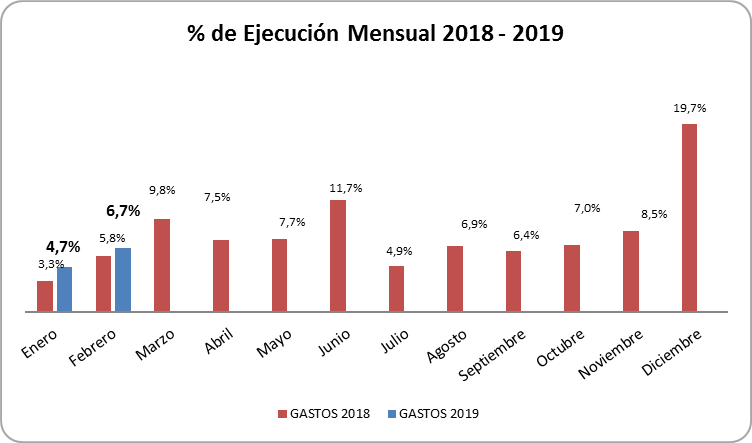 % de Ejecución Mensual 2018 - 2019
19,7%
11,7%
9,8%
7,5%
6,7%
7,7%
6,9%
7,0%
8,5%
5,8%
6,4%
4,7%
4,9%
3,3%
Enero
Febrero
Marzo
Abril
Mayo
Junio
Julio
Agosto
Septiembre
Octubre
Noviembre
Diciembre
GASTOS 2018
GASTOS 2019